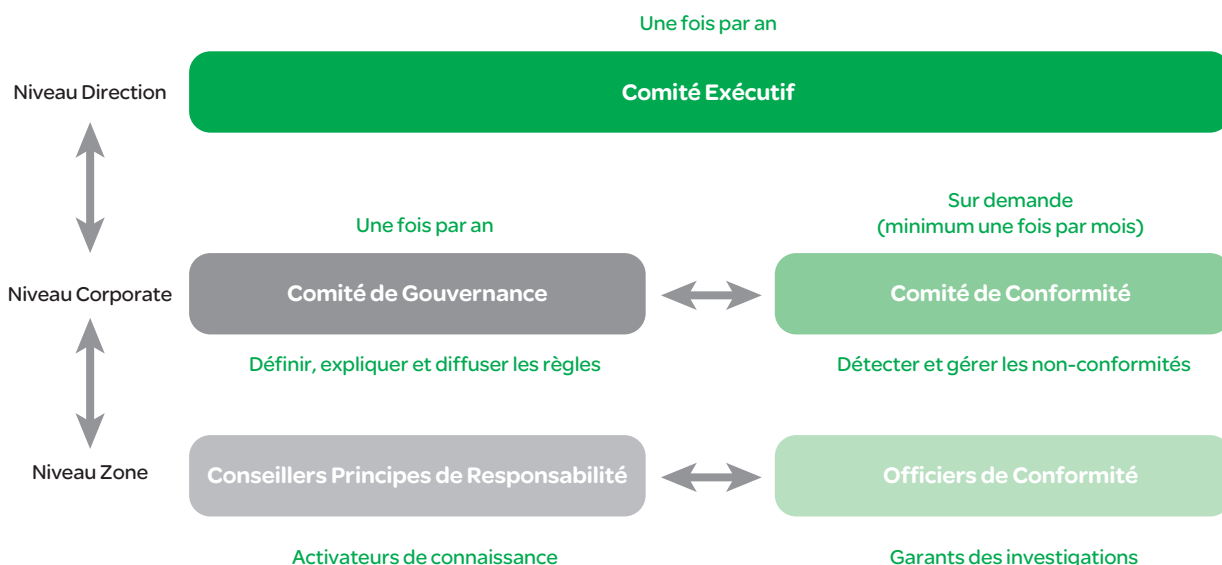 Une fois par an
Niveau Direction
Comité Exécutif
Une fois par an
Sur demande
(minimum une fois par mois)
Niveau Corporate
Comité de Gouvernance
Comité de Conformité
Définir, expliquer et diffuser les règles
Détecter et gérer les non-conformités
Niveau Zone
Conseillers Principes de Responsabilité
Officiers de Conformité
Activateurs de connaissance
Garants des investigations